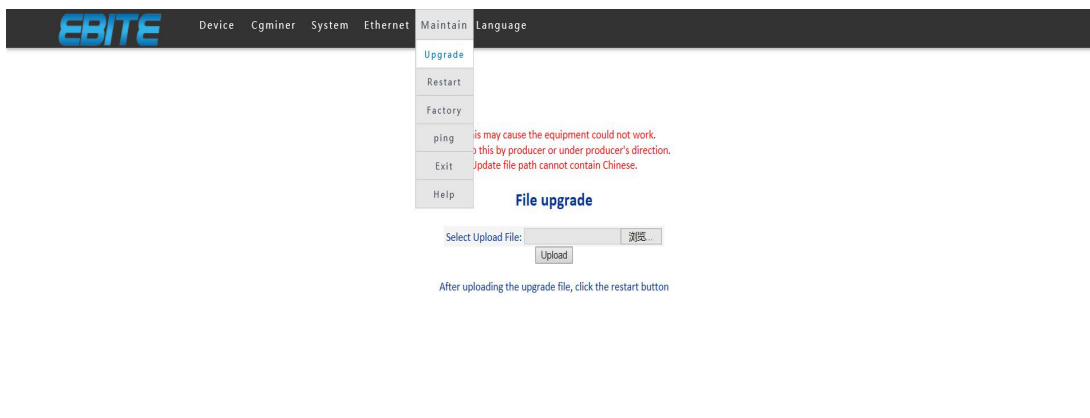 EBITE
Device Cgminer System Ethernet Maintain Language
Upgrade
Restart
Factory
ping
Exit
Help
is may cause the equipment could not work.
this by producer or under producer's direction.
Update file path cannot contain Chinese.
File upgrade
Select Upload File: 浏览...
Upload
After uploading the upgrade file, click the restart button